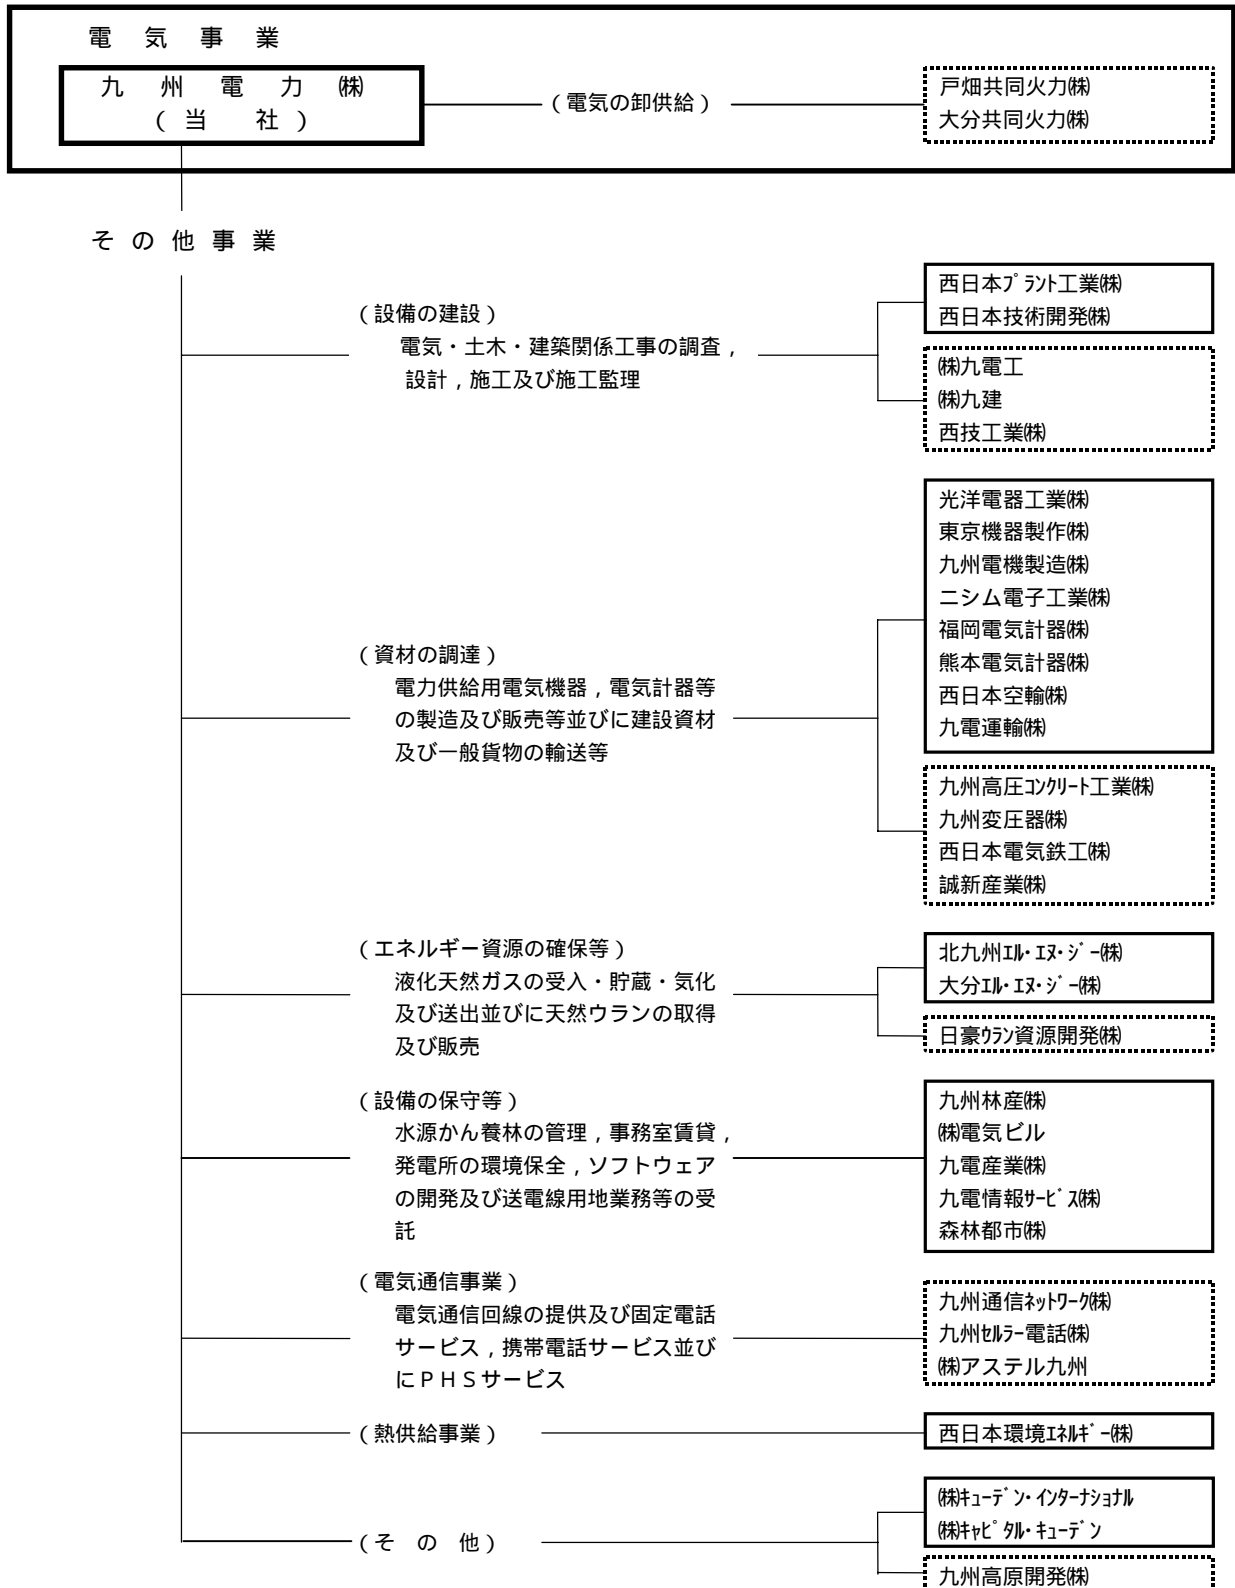 電気事業
九州電力㈱
(当社)
(電気の卸供給)
戸畑共同火力㈱
大分共同火力㈱
その他事業
(設備の建設)
電気・土木・建築関係工事の調査,
設計,施工及び施工監理
西日本プラント工業㈱
西日本技術開発㈱
㈱九電工
㈱九建
西技工業㈱
(資材の調達)
電力供給用電気機器,電気計器等
の製造及び販売等並びに建設資材
及び一般貨物の輸送等
光洋電器工業㈱
東京機器製作㈱
九州電機製造㈱
ニシム電子工業㈱
福岡電気計器㈱
熊本電気計器㈱
西日本空輸㈱
九電運輸㈱
九州高圧コンクリート工業㈱
九州変圧器㈱
西日本電気鉄工㈱
誠新産業㈱
(エネルギー資源の確保等)
液化天然ガスの受入・貯蔵・気化
及び送出並びに天然ウランの取得
及び販売
北九州エル・エヌ・ジー㈱
大分エル・エヌ・ジー㈱
日豪ウラン資源開発㈱
(設備の保守等)
水源かん養林の管理,事務室賃貸,
発電所の環境保全,ソフトウェア
の開発及び送電線用地業務等の受
託
九州林産㈱
㈱電気ビル
九電産業㈱
九電情報サービス㈱
森林都市㈱
(電気通信事業)
電気通信回線の提供及び固定電話
サービス,携帯電話サービス並び
にPHSサービス
九州通信ネットワーク㈱
九州セルラー電話㈱
㈱アステル九州
(熱供給事業)
西日本環境エネルギー㈱
(その他)
㈱キューデン・インターナショナル
㈱キャピタル・キューデン
九州高原開発㈱